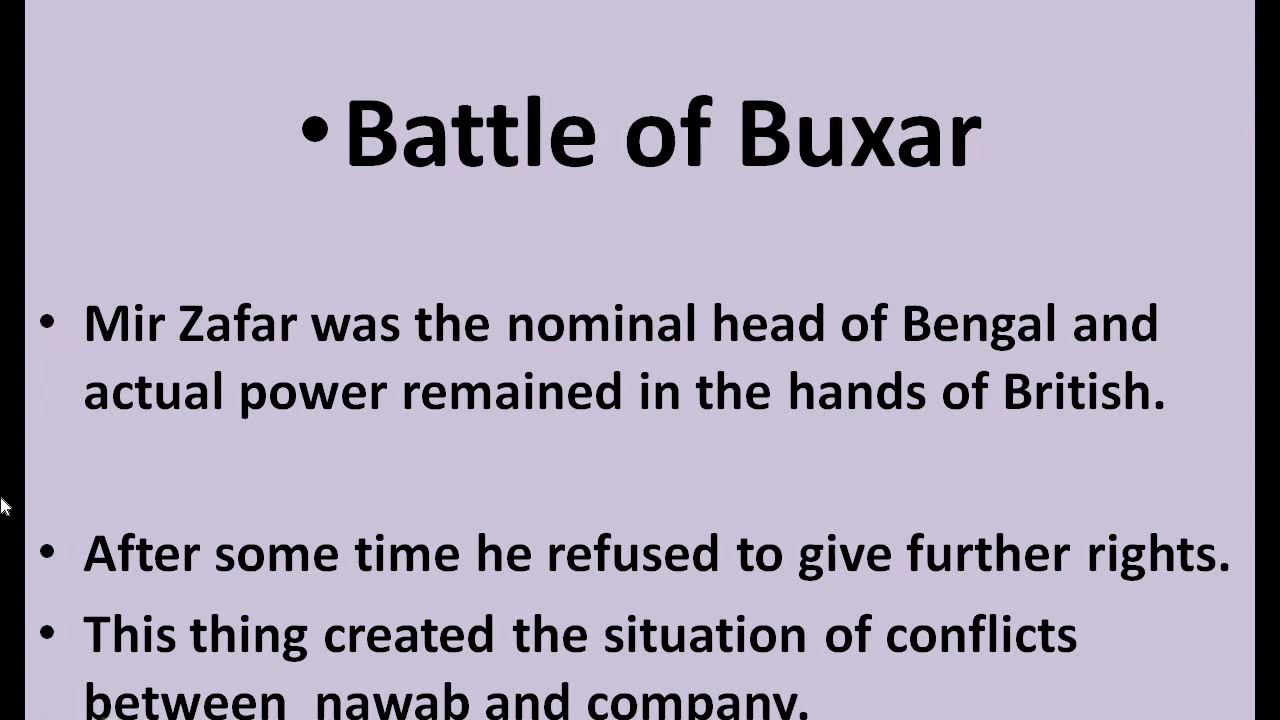 • Battle of Buxar
• Mir Zafar was the nominal head of Bengal and
actual power remained in the hands of British.
• After some time he refused to give further rights.
• This thing created the situation of conflicts
between  nawab and company.